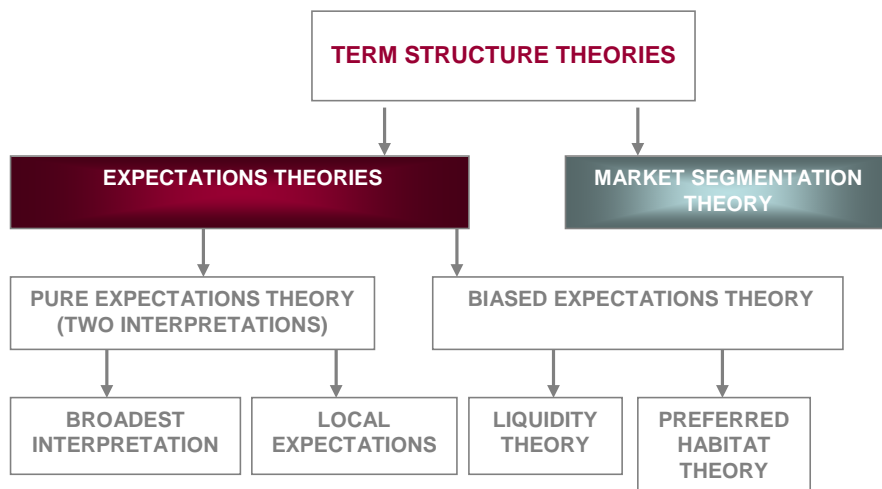 TERM STRUCTURE THEORIES
EXPECTATIONS THEORIES
MARKET SEGMENTATION
THEORY
PURE EXPECTATIONS THEORY
(TWO INTERPRETATIONS)
BIASED EXPECTATIONS THEORY
BROADEST
INTERPRETATION
LOCAL
EXPECTATIONS
LIQUIDITY
THEORY
PREFERRED
HABITAT
THEORY